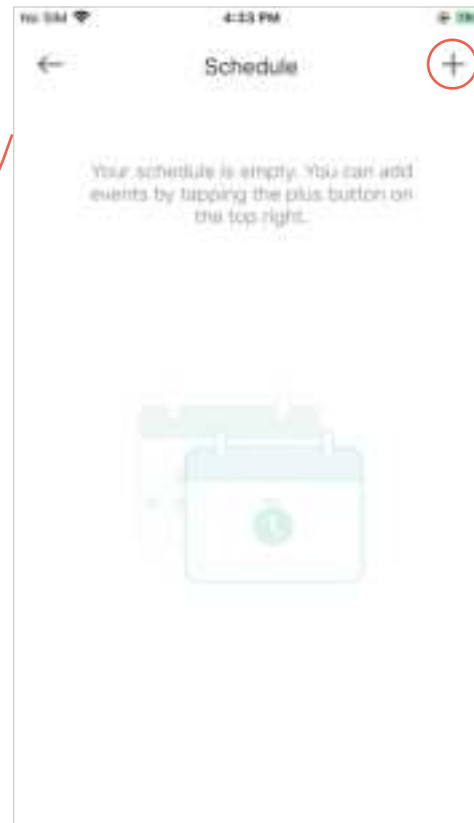 No SIM 4:33 PM
Schedule
Your schedule is empty. You can add
events by tapping the plus button on
the top right.